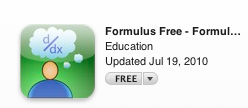 d/
dx
Formulus Free - Formul...
Education
Updated Jul 19, 2010
FREE